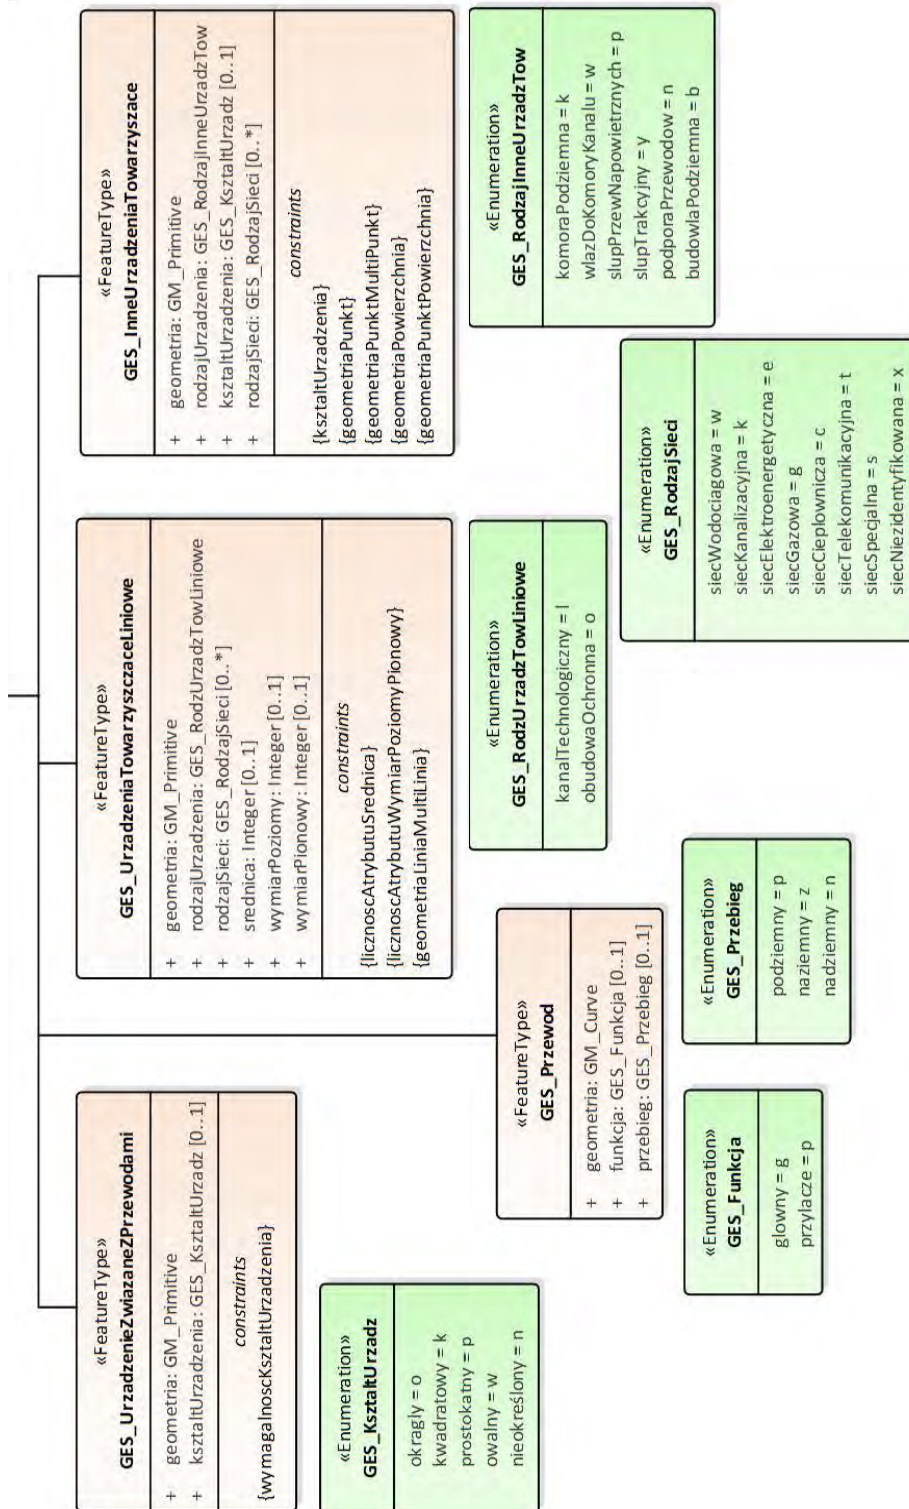 «FeatureType»
GES_UrzadzenieZwiazaneZPrzewodami
+ geometria: GM_Primitive
+ ksztaltUrzadzenia: GES_KsztaltUrzadz [0..1]
constraints
{wymagalnoscKsztaltUrzadzenia}
«Enumeration»
GES_KsztaltUrzadz
okragly = o
kwadratowy = k
prostokatny = p
owalny = w
nieokreślony = n
«FeatureType»
GES_Przewod
+ geometria: GM_Curve
+ funkcja: GES_Funkcja [0..1]
+ przebieg: GES_Przebieg [0..1]
«Enumeration»
GES_Funkcja
glowny = g
przylacze = p
«Enumeration»
GES_Przebieg
podziemny = p
naziemny = z
nadziemny = n
«FeatureType»
GES_UrzadzeniaTowarzyszczaceLiniowe
+ geometria: GM_Primitive
+ rodzajUrzadzenia: GES_RodzUrzadzTowLiniowe
+ rodzajSieci: GES_RodzajSieci [0..*]
+ srednica: Integer [0..1]
+ wymiarPoziomy: Integer [0..1]
+ wymiarPionowy: Integer [0..1]
constraints
{licznoscAtrybutuSrednica}
{licznoscAtrybutuWymiarPoziomyPionowy}
{geometriaLiniaMultiLinia}
«Enumeration»
GES_RodzUrzadzTowLiniowe
kanalTechnologiczny = l
obudowaOchronna = o
«FeatureType»
GES_InneUrzadzeniaTowarzyszace
+ geometria: GM_Primitive
+ rodzajUrzadzenia: GES_RodzajInneUrzadzTow
+ ksztaltUrzadzenia: GES_KsztaltUrzadz [0..1]
+ rodzajSieci: GES_RodzajSieci [0..*]
constraints
{ksztaltUrzadzenia}
{geometriaPunkt}
{geometriaPunktMultiPunkt}
{geometriaPowierzchnia}
{geometriaPunktPowierzchnia}
«Enumeration»
GES_RodzajInneUrzadzTow
komoraPodziemna = k
wlazDoKomoryKanalu = w
slupPrzewNapowietrznych = p
slupTrakcyjny = y
podporaPrzewodow = n
budowlaPodziemna = b
«Enumeration»
GES_RodzajSieci
siecWodociagowa = w
siecKanalizacyjna = k
siecElektroenergetyczna = e
siecGazowa = g
siecCieplownicza = c
siecTelekomunikacyjna = t
siecSpecjalna = s
siecNiezidentyfikowana = x